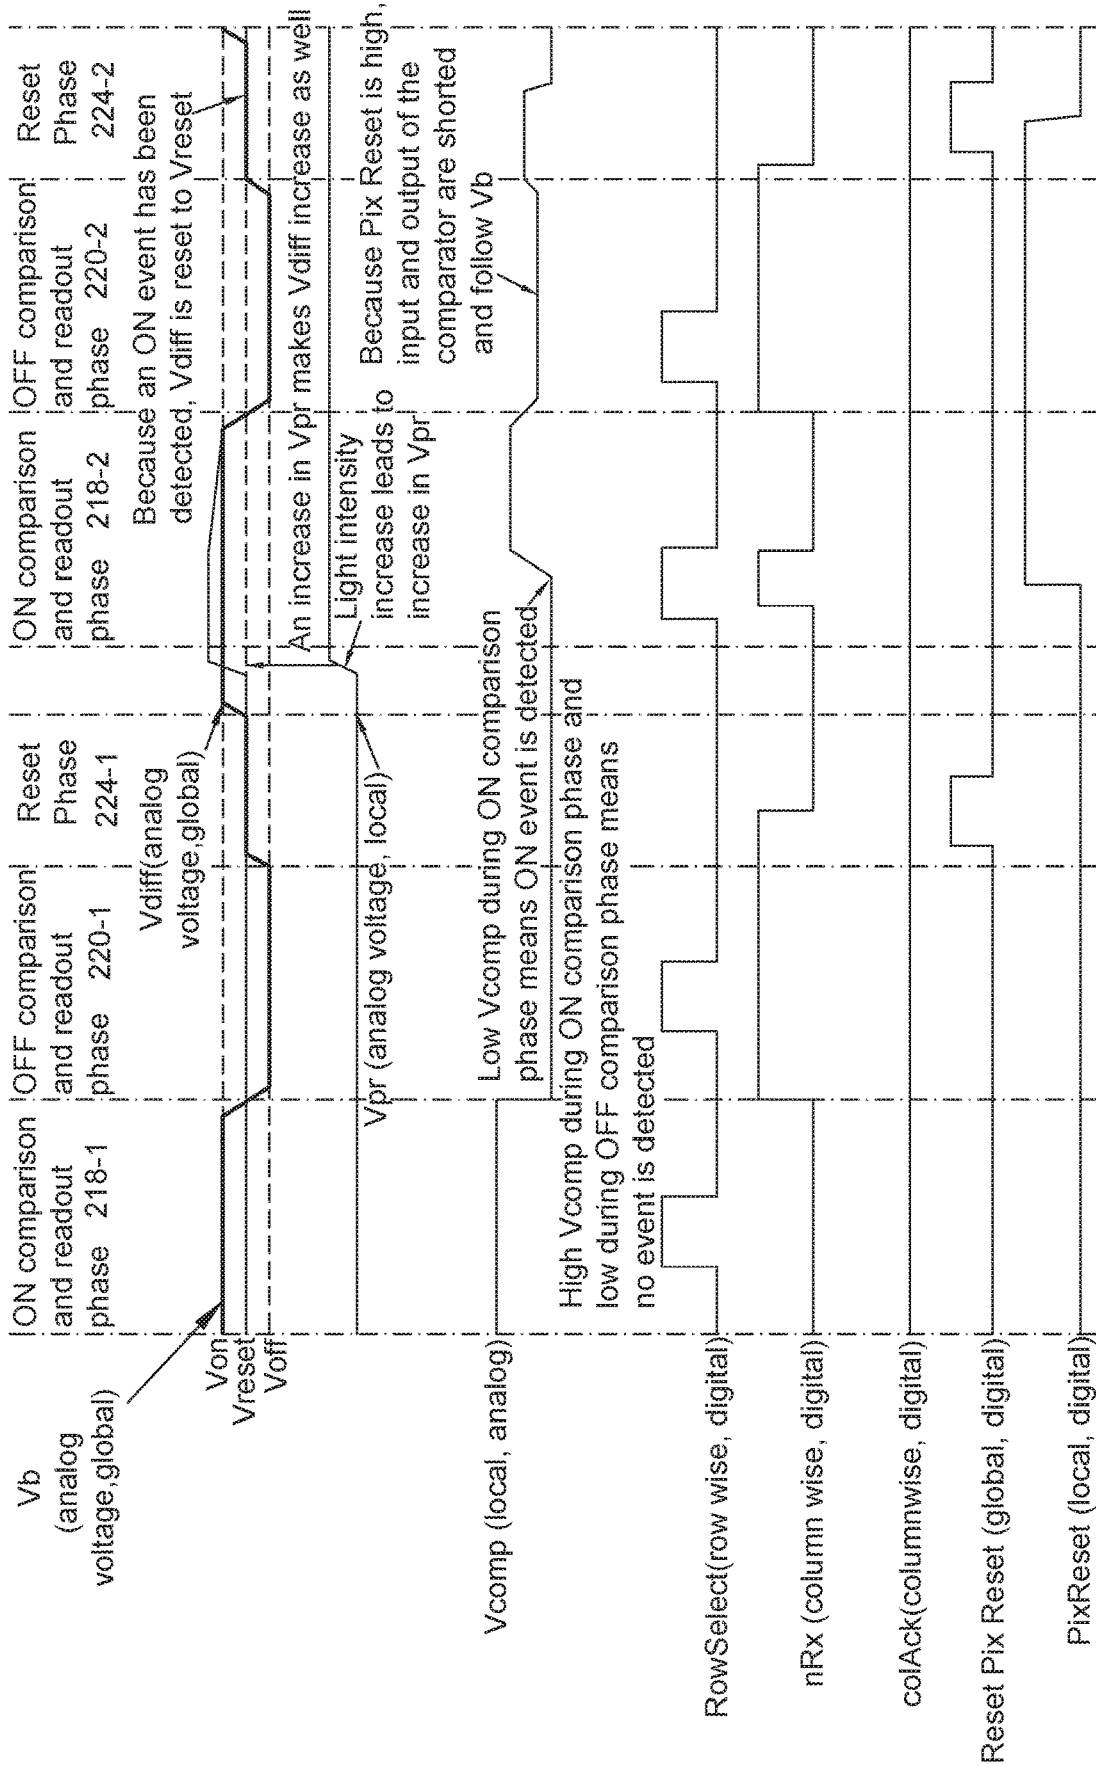 ON comparison
and readout
phase 218-1
OFF comparison
and readout
phase 220-1
Reset
Phase
224-1
ON comparison
and readout
phase 218-2
OFF comparison
and readout
phase 220-2
Reset
Phase
224-2
Vb
(analog
voltage,global)
Von
Vreset
Voff
Vdiff(analog
voltage,global)
Because an ON event has been
detected, Vdiff is reset to Vreset
An increase in Vpr makes Vdiff increase as well
Vpr (analog voltage, local)
Light intensity
increase leads to
increase in Vpr
Because Pix Reset is high,
input and output of the
comparator are shorted
and follow Vb
Vcomp (local, analog)
Low Vcomp during ON comparison
phase means ON event is detected
High Vcomp during ON comparison phase and
low during OFF comparison phase means
no event is detected
RowSelect(row wise, digital)
nRx (column wise, digital)
colAck(columnwise, digital)
Reset Pix Reset (global, digital)
PixReset (local, digital)